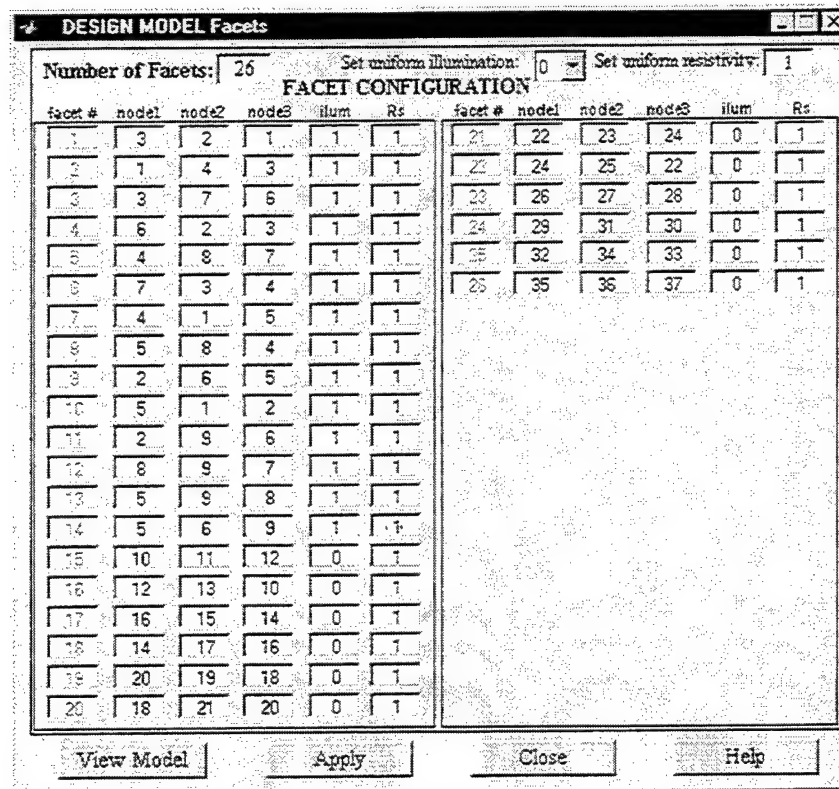 DESIGN MODEL Facets
Number of Facets: 26 Set uniform illumination: 0 Set uniform resistivity: 1
FACET CONFIGURATION
facet # node1 node2 node3 ilum Rs
1 3 2 1 1 1
2 1 4 3 1 1
3 3 7 6 1 1
4 6 2 3 1 1
5 4 8 7 1 1
6 7 3 4 1 1
7 4 1 5 1 1
8 5 8 4 1 1
9 2 6 5 1 1
10 5 1 2 1 1
11 2 9 6 1 1
12 8 9 7 1 1
13 5 9 8 1 1
14 5 6 9 1 1
15 10 11 12 0 1
16 12 13 10 0 1
17 16 15 14 0 1
18 14 17 16 0 1
19 20 19 18 0 1
20 18 21 20 0 1
facet # node1 node2 node3 ilum Rs
21 22 23 24 0 1
22 24 25 22 0 1
23 26 27 28 0 1
24 29 31 30 0 1
25 32 34 33 0 1
26 35 36 37 0 1
View Model Apply Close Help